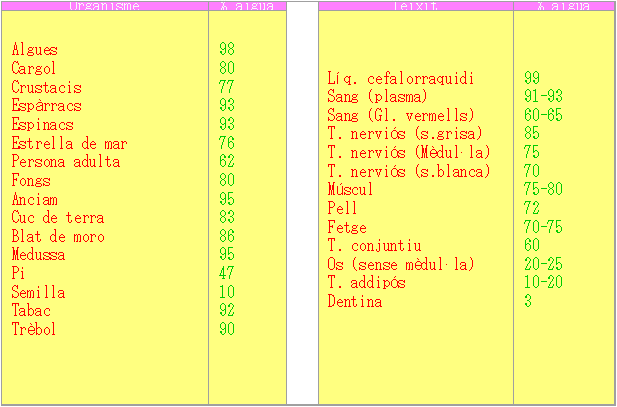 Organisme % aigua
Algues 98
Cargol 80
Crustacis 77
Espàrracs 93
Espinacs 93
Estrella de mar 76
Persona adulta 62
Fongs 80
Anciam 95
Cuc de terra 83
Blat de moro 86
Medussa 95
Pi 47
Semilla 10
Tabac 92
Trèbol 90
Teixit % aigua
Líq. cefalorraquidi 99
Sang (plasma) 91-93
Sang (Gl. vermells) 60-65
T. nerviós (s.grisa) 85
T. nerviós (Mèdul·la) 75
T. nerviós (s.blanca) 70
Múscul 75-80
Pell 72
Fetge 70-75
T. conjuntiu 60
Os (sense mèdul·la) 20-25
T. addipós 10-20
Dentina 3